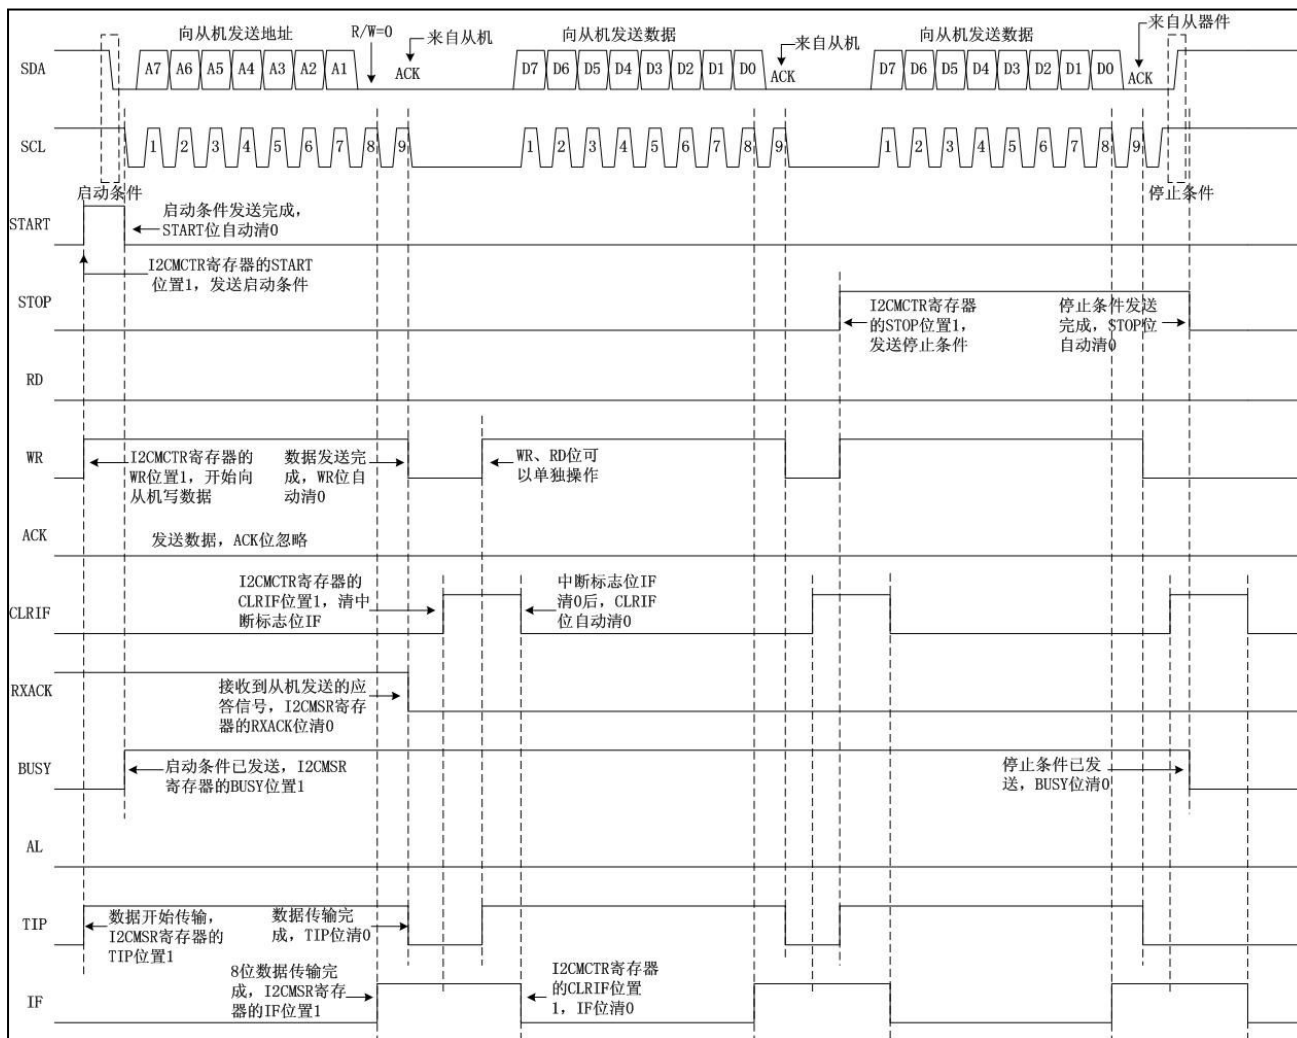 向从机发送地址 R/W=0 来自从机 向从机发送数据 来自从机 向从机发送数据 来自从器件
SDA A7 A6 A5 A4 A3 A2 A1 ACK D7 D6 D5 D4 D3 D2 D1 D0 ACK D7 D6 D5 D4 D3 D2 D1 D0 ACK
SCL 1 2 3 4 5 6 7 8 9 1 2 3 4 5 6 7 8 9 1 2 3 4 5 6 7 8 9
启动条件 停止条件
START
启动条件发送完成，
START位自动清0
I2CMCTR寄存器的START
位置1，发送启动条件
STOP
I2CMCTR寄存器
的STOP位置1，
发送停止条件
停止条件发送
完成，STOP位
自动清0
RD
WR
I2CMCTR寄存器的
WR位置1，开始向
从机写数据
数据发送完
成，WR位自
动清0
WR、RD位可
以单独操作
ACK
发送数据，ACK位忽略
CLRIF
I2CMCTR寄存器的
CLRIF位置1，清中
断标志位IF
中断标志位IF
清0后，CLRIF
位自动清0
RXACK
接收到从机发送的应
答信号，I2CMSR寄存
器的RXACK位清0
BUSY
启动条件已发送，I2CMSR
寄存器的BUSY位置1
停止条件已发
送，BUSY位清0
AL
TIP
数据开始传输，
I2CMSR寄存器的
TIP位置1
数据传输完
成，TIP位清0
IF
8位数据传输完
成，I2CMSR寄存
器的IF位置1
I2CMCTR寄存器
的CLRIF位置
1，IF位清0